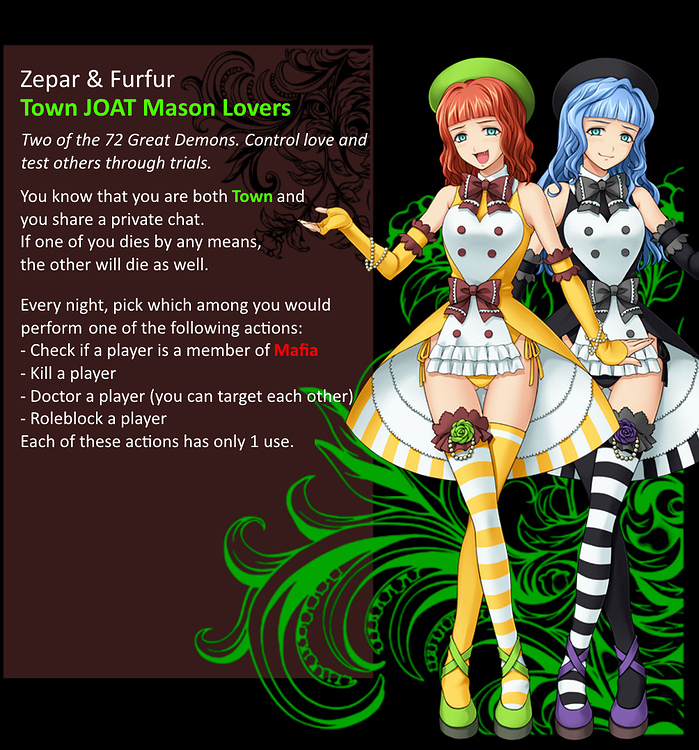 Zepar & Furfur
Town JOAT Mason Lovers
Two of the 72 Great Demons. Control love and
test others through trials.
You know that you are both Town and
you share a private chat.
If one of you dies by any means,
the other will die as well.
Every night, pick which among you would
perform one of the following actions:
- Check if a player is a member of Mafia
- Kill a player
- Doctor a player (you can target each other)
- Roleblock a player
Each of these actions has only 1 use.